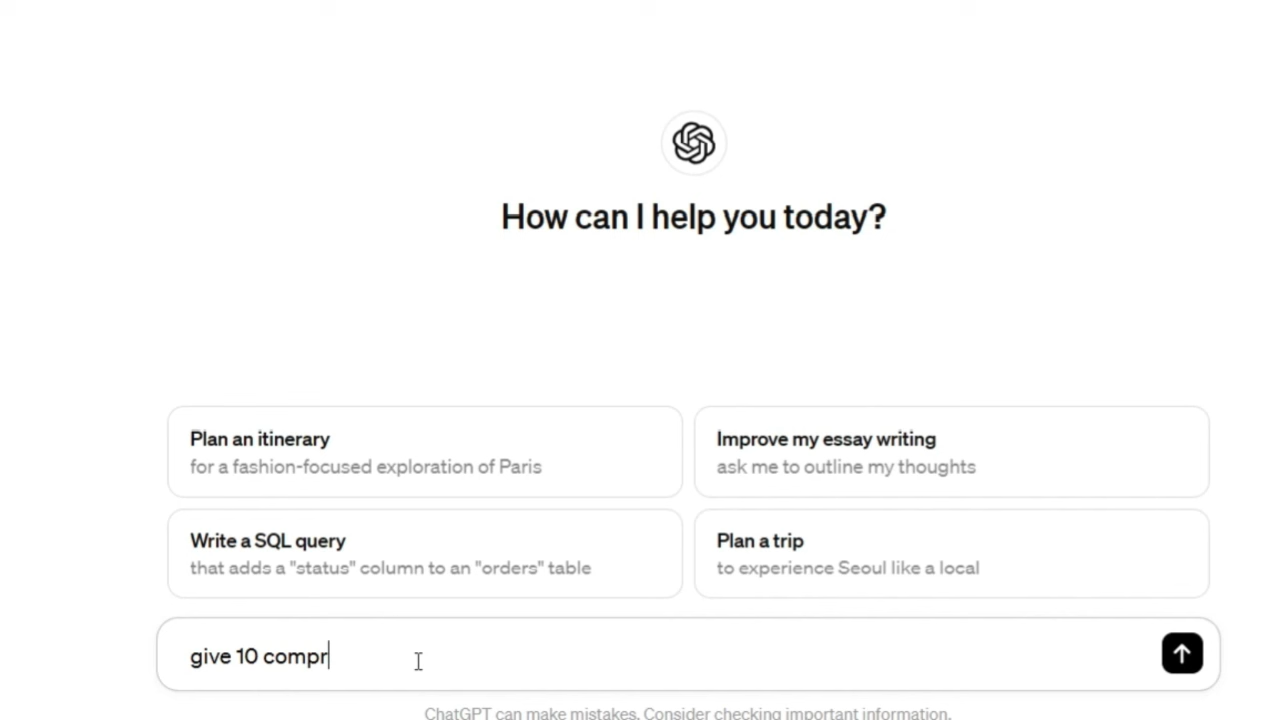 How can I help you today?
Plan an itinerary
for a fashion-focused exploration of Paris
Improve my essay writing
ask me to outline my thoughts
Write a SQL query
that adds a "status" column to an "orders" table
Plan a trip
to experience Seoul like a local
give 10 compr
ChatGPT can make mistakes. Consider checking important information.